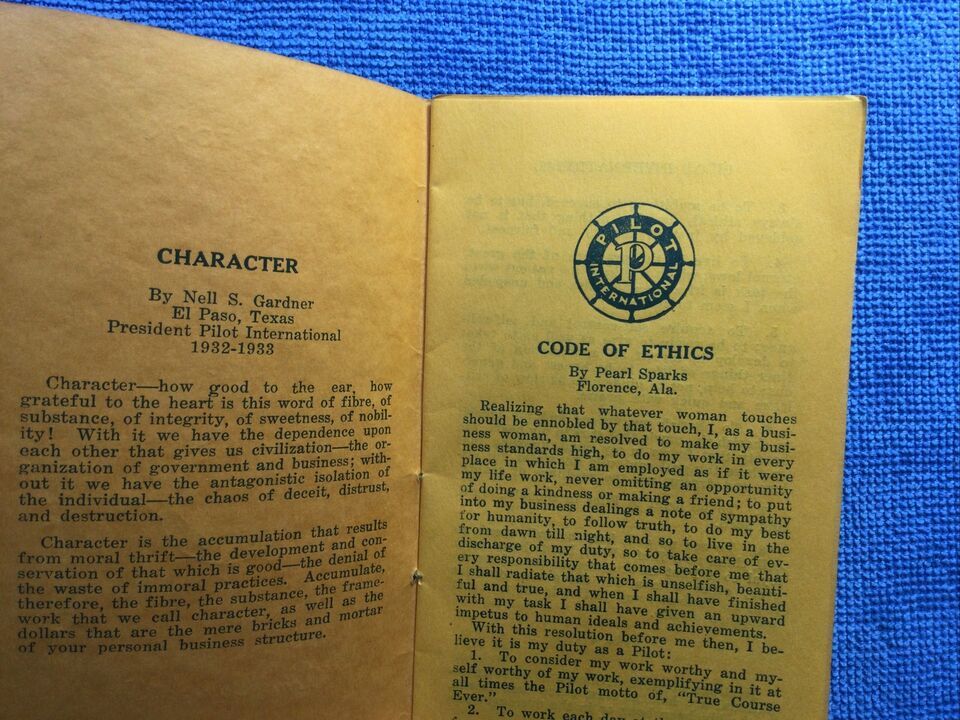 CHARACTER
By Nell S. Gardner
El Paso, Texas
President Pilot International
1932-1933
Character—how good to the ear, how
grateful to the heart is this word of fibre, of
substance, of integrity, of sweetness, of nobil-
ity! With it we have the dependence upon
each other that gives us civilization—the or-
ganization of government and business; with-
out it we have the antagonistic isolation of
the individual—the chaos of deceit, distrust,
and destruction.
Character is the accumulation that results
from moral thrift—the development and con-
servation of that which is good—the denial of
the waste of immoral practices. Accumulate,
therefore, the fibre, the substance, the frame-
work that we call character, as well as the
dollars that are the mere bricks and mortar
of your personal business structure.
PILOT
P
INTERNATIONAL
CODE OF ETHICS
By Pearl Sparks
Florence, Ala.
Realizing that whatever woman touches
should be ennobled by that touch, I, as a busi-
ness woman, am resolved to make my busi-
ness standards high, to do my work in every
place in which I am employed as if it were
my life work, never omitting an opportunity
of doing a kindness or making a friend; to put
into my business dealings a note of sympathy
for humanity, to follow truth, to do my best
from dawn till night, and so to live in the
discharge of my duty, so to take care of ev-
ery responsibility that comes before me that
I shall radiate that which is unselfish, beauti-
ful and true, and when I shall have finished
with my task I shall have given an upward
impetus to human ideals and achievements.
With this resolution before me then, I be-
lieve it is my duty as a Pilot:
1. To consider my work worthy and my-
self worthy of my work, exemplifying in it at
all times the Pilot motto of, "True Course
Ever."
2. To work each day